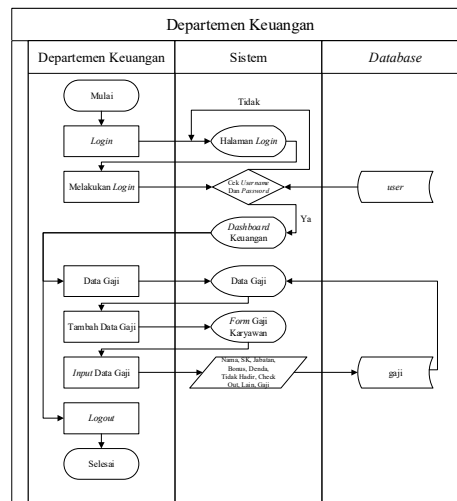 Departemen Keuangan
Departemen Keuangan
Sistem
Database
Mulai
Tidak
Login
Halaman Login
Melakukan Login
Cek Username
Dan Password
user
Ya
Dashboard
Keuangan
Data Gaji
Data Gaji
Tambah Data Gaji
Form Gaji
Karyawan
Input Data Gaji
Nama, SK, Jabatan,
Bonus, Denda,
Tidak Hadir, Check
Out, Lain, Gaji
gaji
Logout
Selesai